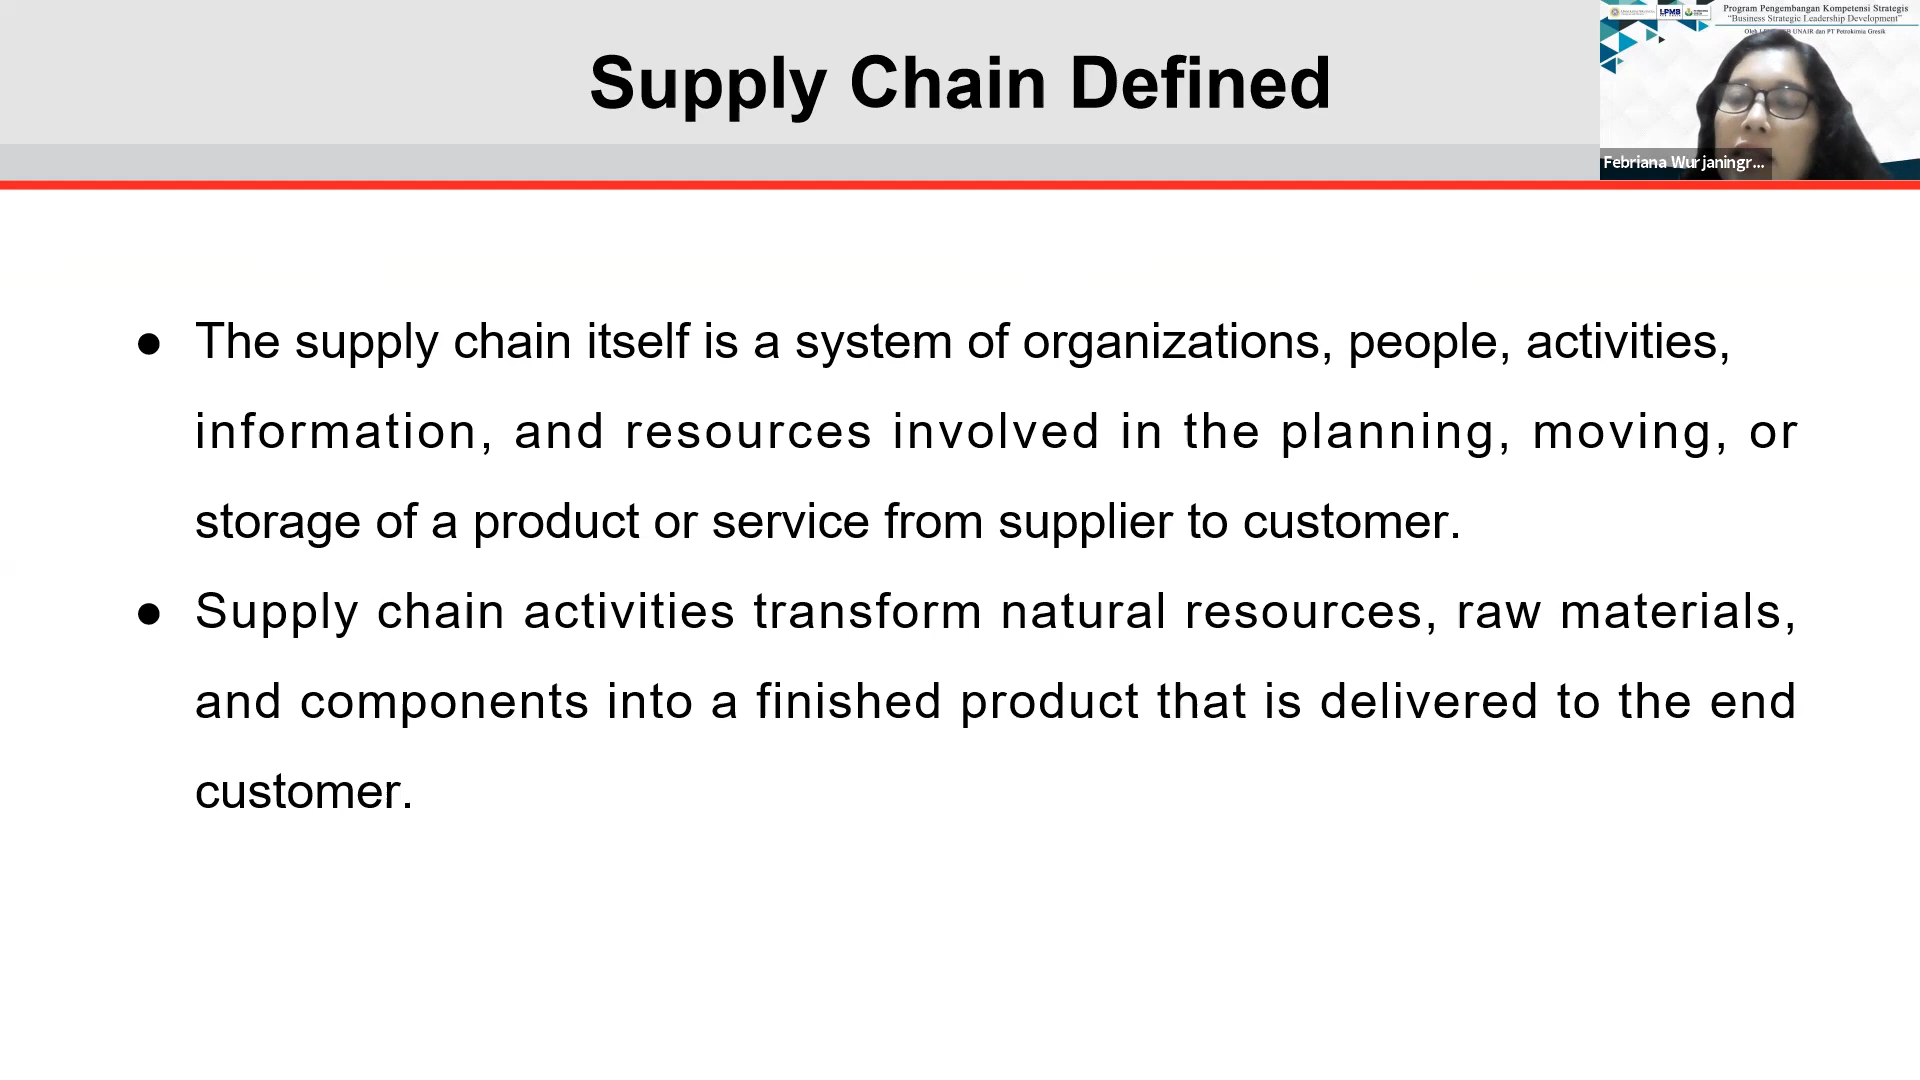 Supply Chain Defined
Program Pengembangan Kompetensi Strategis
"Business Strategic Leadership Development"
UNAIR dan PT Petrokimia Gresik
LPMB
Febriana Wurjaningr...
● The supply chain itself is a system of organizations, people, activities,
information, and resources involved in the planning, moving, or
storage of a product or service from supplier to customer.
● Supply chain activities transform natural resources, raw materials,
and components into a finished product that is delivered to the end
customer.